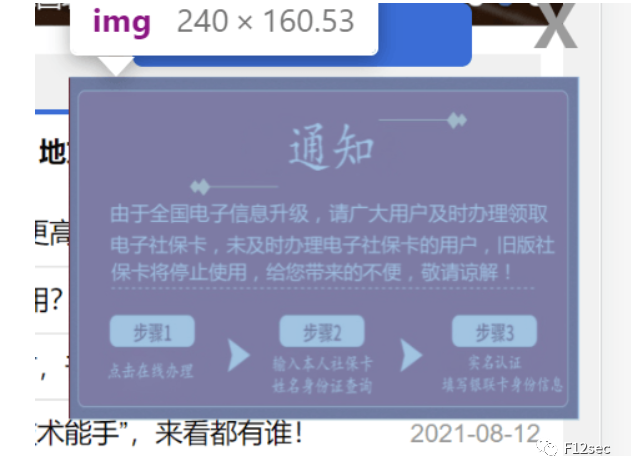 img 240 × 160.53
X
通知
由于全国电子信息升级，请广大用户及时办理领取
电子社保卡，未及时办理电子社保卡的用户，旧版社
保卡将停止使用，给您带来的不便，敬请谅解！
步骤1 步骤2 步骤3
点击在线办理 输入本人社保卡 实名认证
姓名身份证查询 填写银联卡身份信息
更高
用?
术能手”，来看都有谁！ 2021-08-12
F12sec